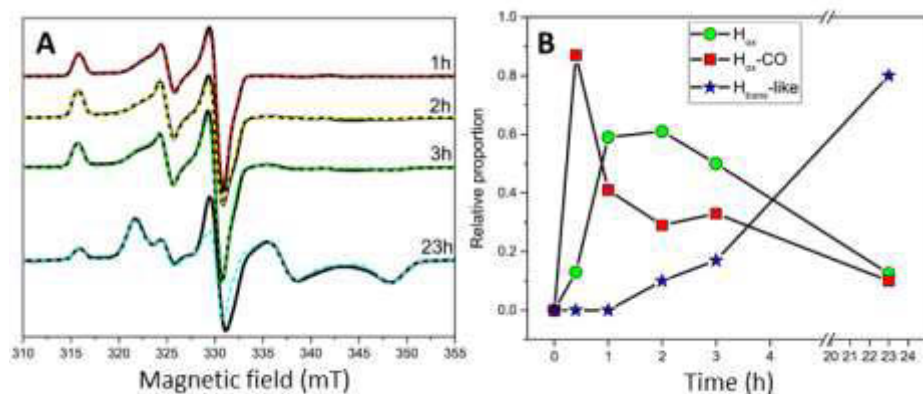 A
1h
2h
3h
23h
310 315 320 325 330 335 340 345 350 355
Magnetic field (mT)
B
Hox
Hox-CO
Htrans-like
Relative proportion
1.0
0.8
0.6
0.4
0.2
0.0
0 1 2 3 4 20 21 22 23 24
Time (h)